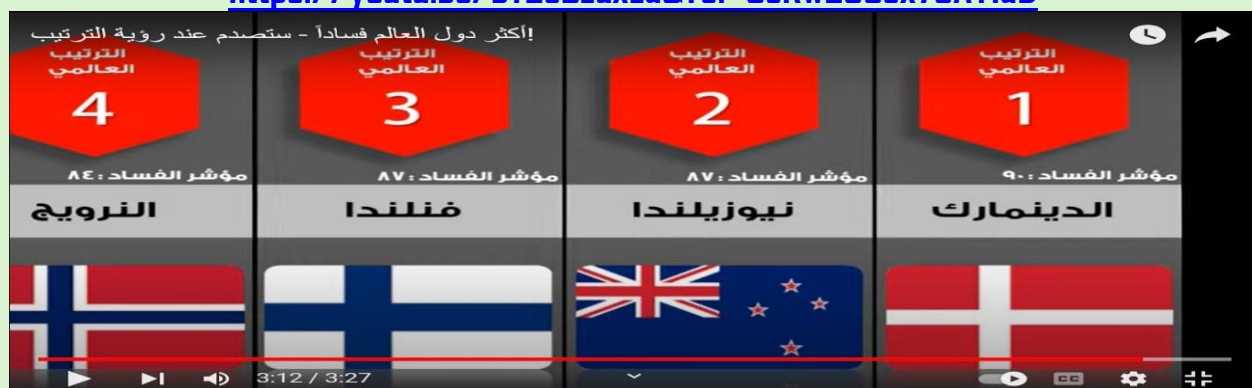 أكثر دول العالم فساداً - ستصدم عند رؤية الترتيب!
الترتيب
العالمي
1
مؤشر الفساد: ٩٠
الدينمارك
الترتيب
العالمي
2
مؤشر الفساد: ٨٧
نيوزيلندا
الترتيب
العالمي
3
مؤشر الفساد: ٨٧
فنلندا
الترتيب
العالمي
4
مؤشر الفساد: ٨٤
النرويج
3:12 / 3:27
CC